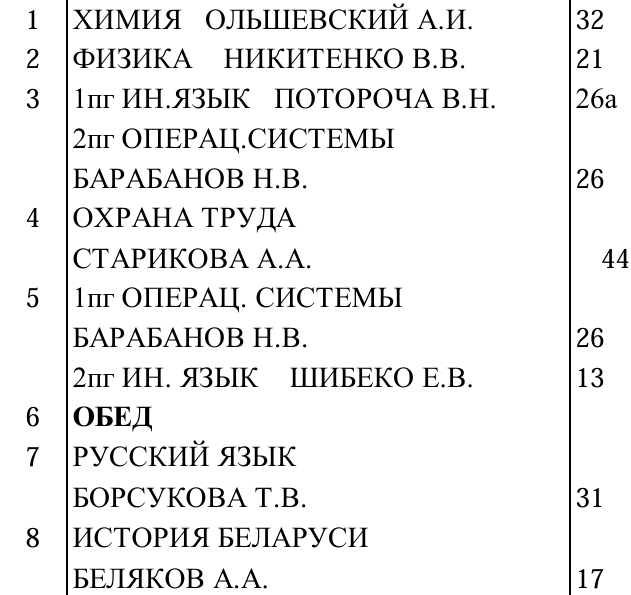 1 ХИМИЯ ОЛЬШЕВСКИЙ А.И. 32
2 ФИЗИКА НИКИТЕНКО В.В. 21
3 1пг ИН.ЯЗЫК ПОТОРОЧА В.Н. 26а
2пг ОПЕРАЦ.СИСТЕМЫ
БАРАБАНОВ Н.В. 26
4 ОХРАНА ТРУДА
СТАРИКОВА А.А. 44
5 1пг ОПЕРАЦ. СИСТЕМЫ
БАРАБАНОВ Н.В. 26
2пг ИН. ЯЗЫК ШИБЕКО Е.В. 13
6 ОБЕД
7 РУССКИЙ ЯЗЫК
БОРСУКОВА Т.В. 31
8 ИСТОРИЯ БЕЛАРУСИ
БЕЛЯКОВ А.А. 17